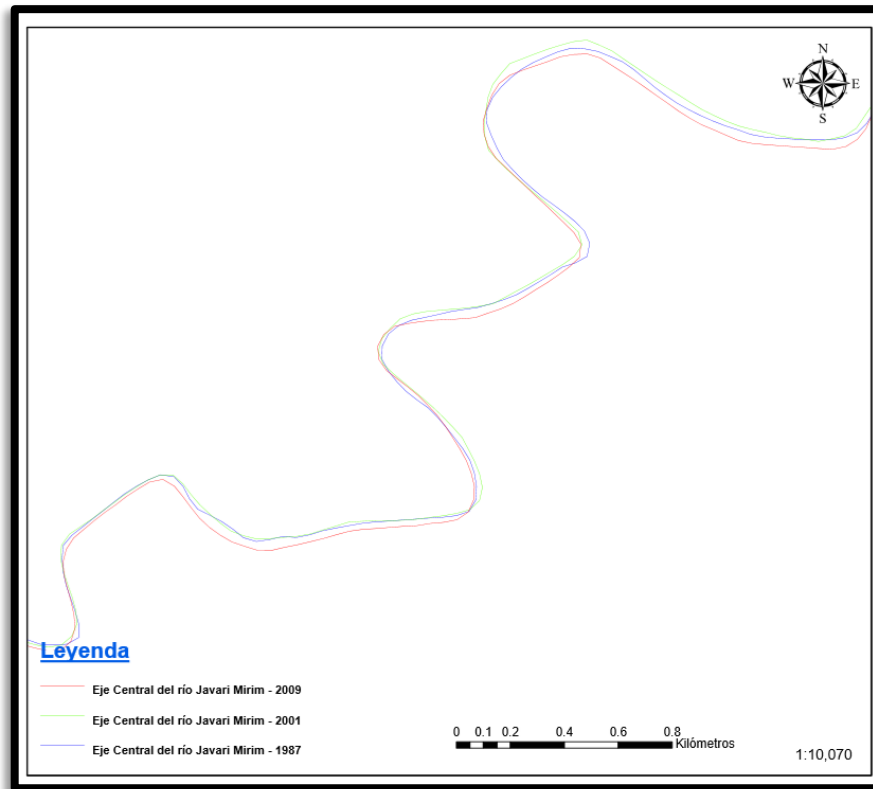 N
W E
S
Leyenda
Eje Central del río Javari Mirim - 2009
Eje Central del río Javari Mirim - 2001
Eje Central del río Javari Mirim - 1987
0 0.1 0.2 0.4 0.6 0.8
Kilómetros
1:10,070